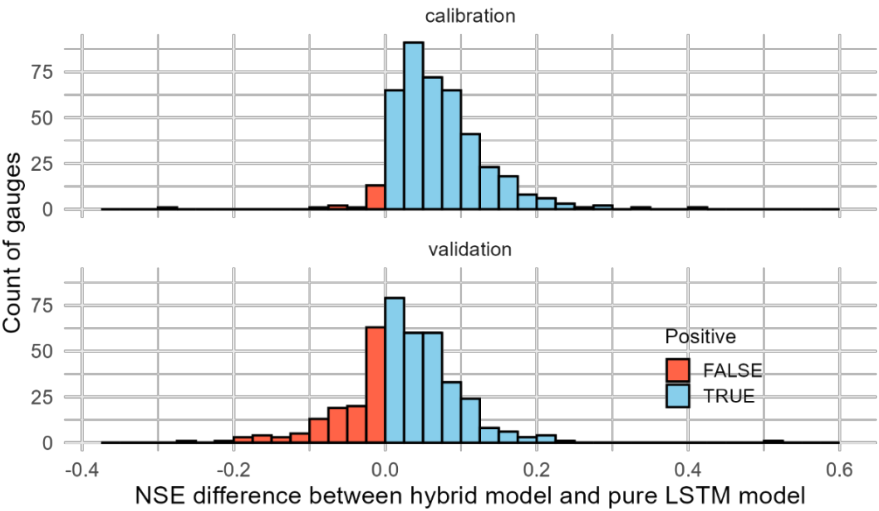 calibration
75
50
25
0
validation
75
50
25
0
Count of gauges
Positive
FALSE
TRUE
-0.4 -0.2 0.0 0.2 0.4 0.6
NSE difference between hybrid model and pure LSTM model